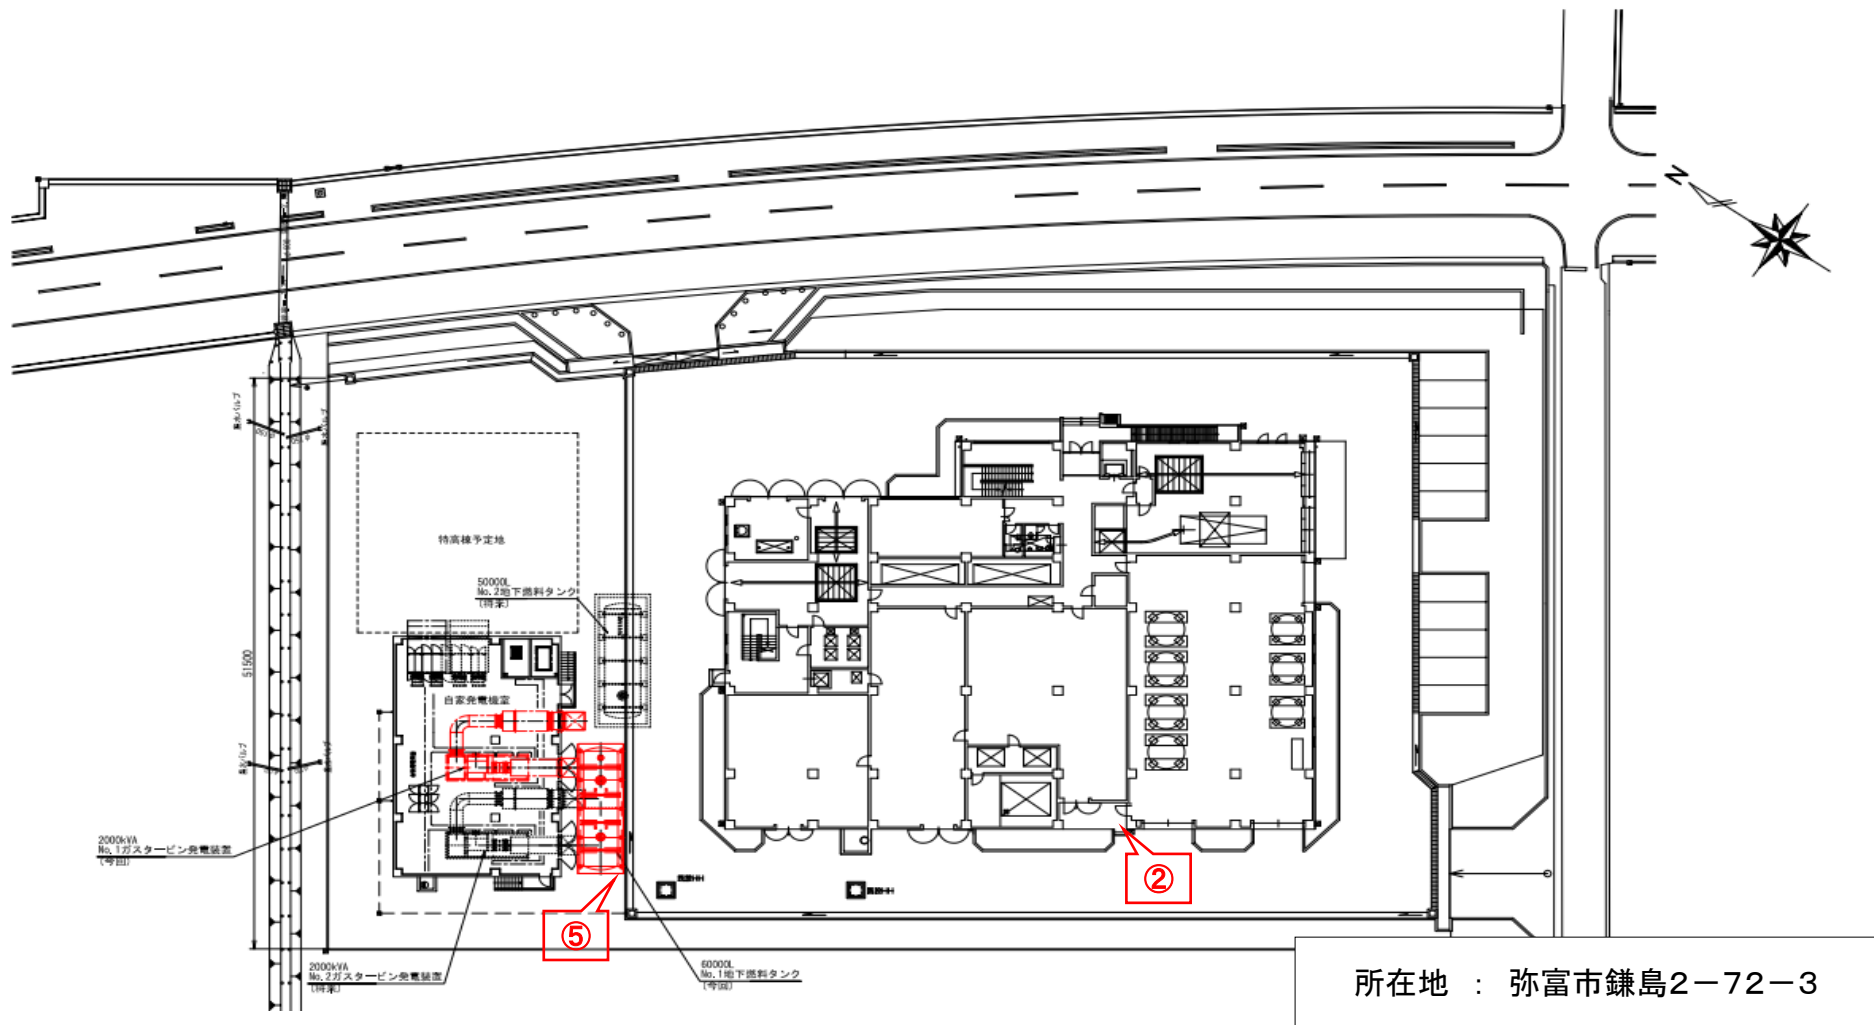 N
特高棟予定地
50000L
No.2地下燃料タンク
(将来)
51500
自家発電機室
2000kVA
No.1ガスタービン発電装置
(今回)
②
⑤
2000kVA
No.2ガスタービン発電装置
(将来)
60000L
No.1地下燃料タンク
(今回)
所在地 : 弥富市鎌島2-72-3